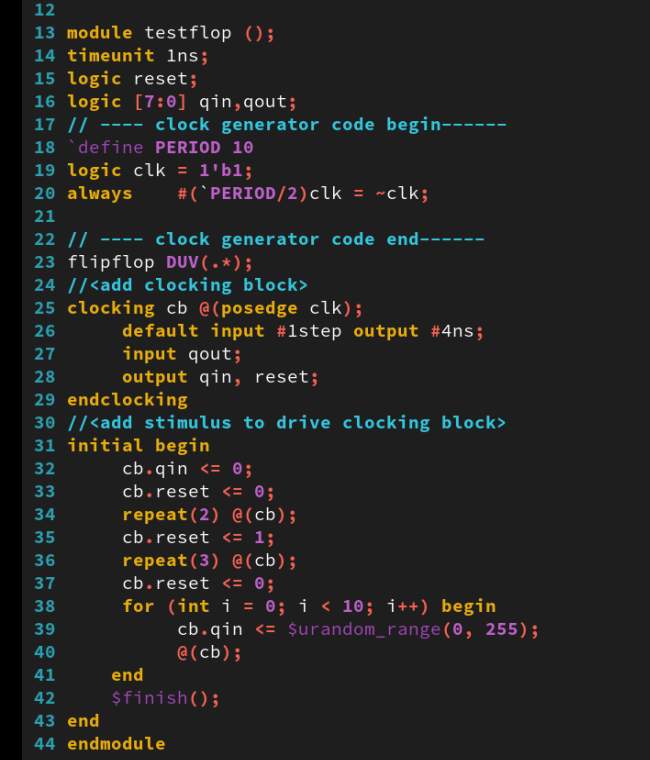 12
13 module testflop ();
14 timeunit 1ns;
15 logic reset;
16 logic [7:0] qin,qout;
17 // ---- clock generator code begin------
18 `define PERIOD 10
19 logic clk = 1'b1;
20 always    #(`PERIOD/2)clk = ~clk;
21
22 // ---- clock generator code end------
23 flipflop DUV(.*);
24 //<add clocking block>
25 clocking cb @(posedge clk);
26      default input #1step output #4ns;
27      input qout;
28      output qin, reset;
29 endclocking
30 //<add stimulus to drive clocking block>
31 initial begin
32      cb.qin <= 0;
33      cb.reset <= 0;
34      repeat(2) @(cb);
35      cb.reset <= 1;
36      repeat(3) @(cb);
37      cb.reset <= 0;
38      for (int i = 0; i < 10; i++) begin
39           cb.qin <= $urandom_range(0, 255);
40           @(cb);
41     end
42     $finish();
43 end
44 endmodule